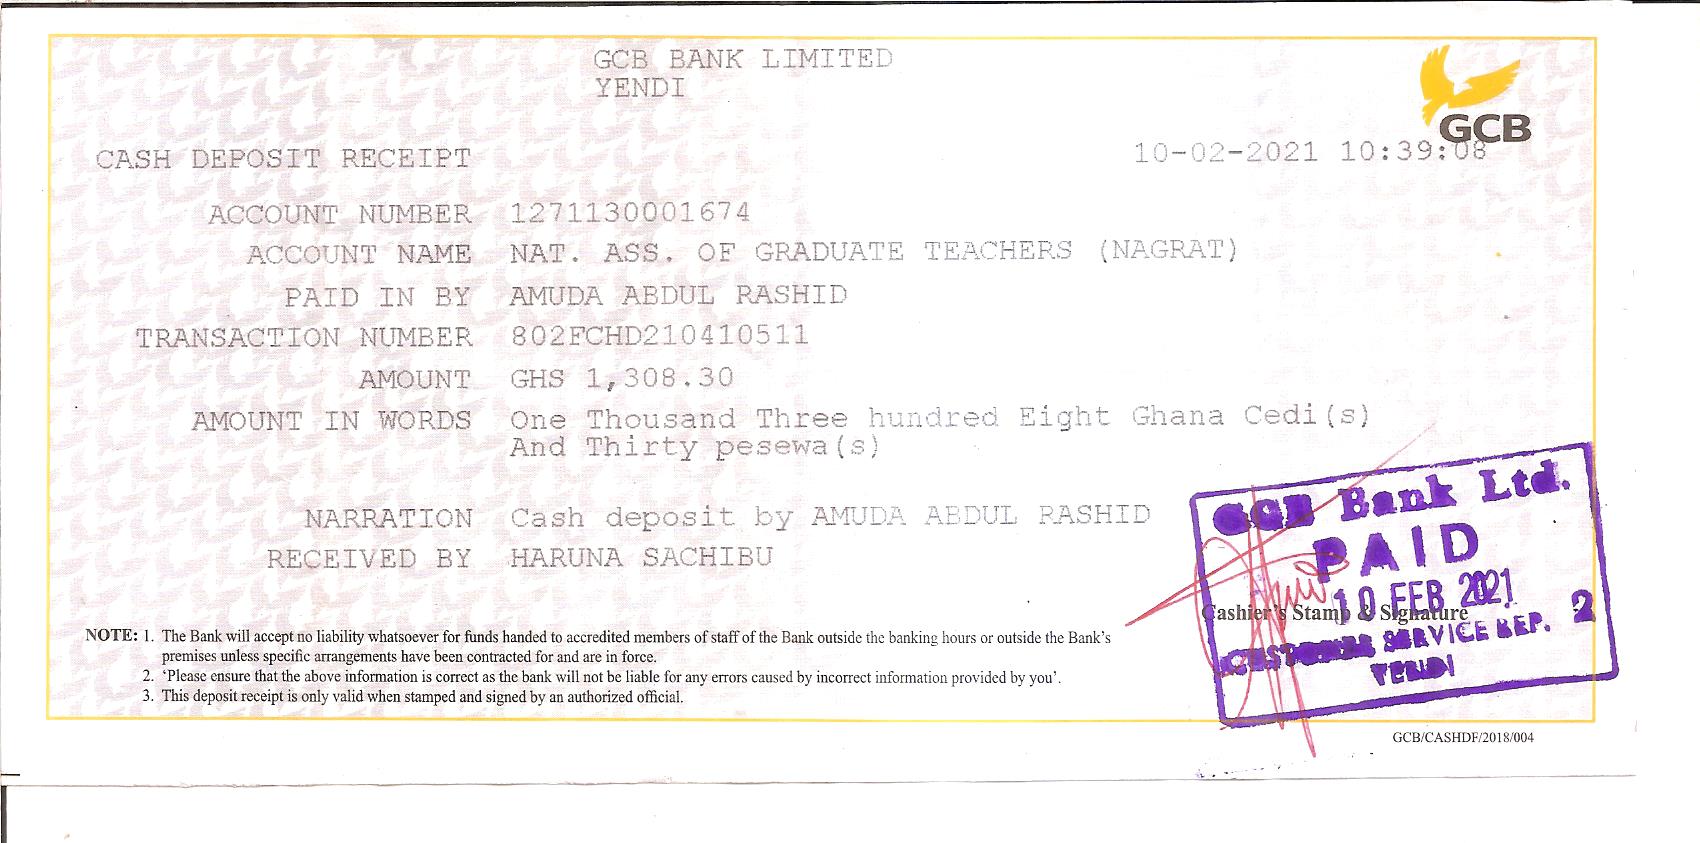 GCB BANK LIMITED
YENDI
GCB
CASH DEPOSIT RECEIPT 10-02-2021 10:39:08
ACCOUNT NUMBER 1271130001674
ACCOUNT NAME NAT. ASS. OF GRADUATE TEACHERS (NAGRAT)
PAID IN BY AMUDA ABDUL RASHID
TRANSACTION NUMBER 802FCHD210410511
AMOUNT GHS 1,308.30
AMOUNT IN WORDS One Thousand Three hundred Eight Ghana Cedi(s)
And Thirty pesewa(s)
NARRATION Cash deposit by AMUDA ABDUL RASHID
RECEIVED BY HARUNA SACHIBU
GCB Bank Ltd.
PAID
10 FEB 2021
Cashier's Stamp & Signature
CUSTOMER SERVICE REP. 2
YENDI
NOTE: 1. The Bank will accept no liability whatsoever for funds handed to accredited members of staff of the Bank outside the banking hours or outside the Bank's
premises unless specific arrangements have been contracted for and are in force.
2. ‘Please ensure that the above information is correct as the bank will not be liable for any errors caused by incorrect information provided by you’.
3. This deposit receipt is only valid when stamped and signed by an authorized official.
GCB/CASHDF/2018/004